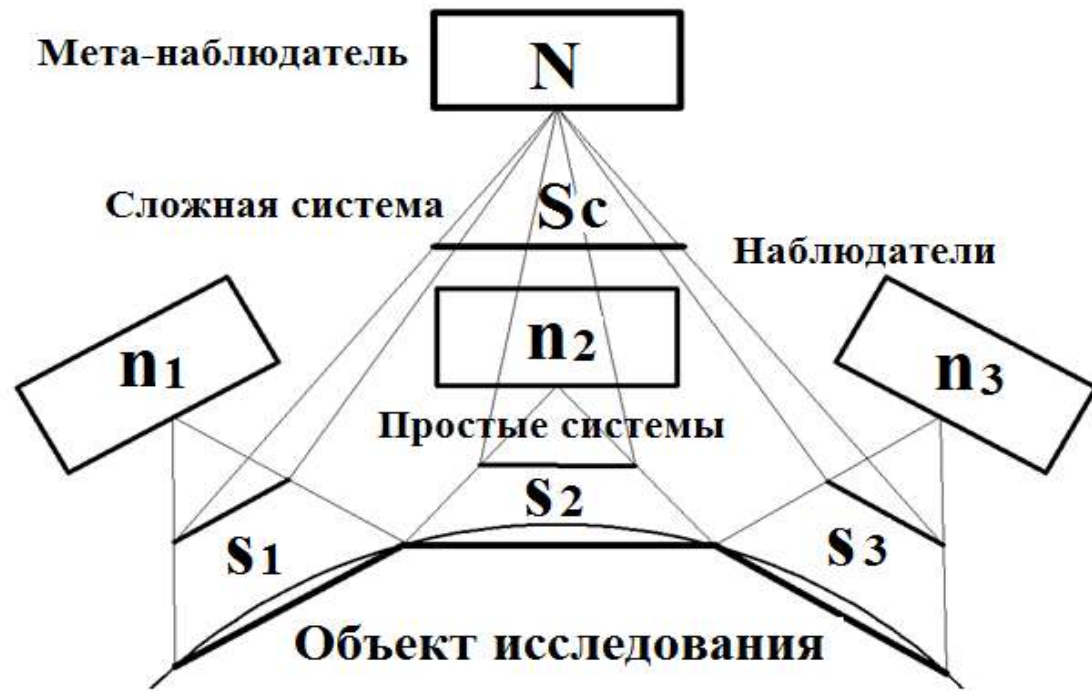 Мета-наблюдатель
N
Сложная система
Sc
Наблюдатели
n1
n2
n3
Простые системы
s1
s2
s3
Объект исследования